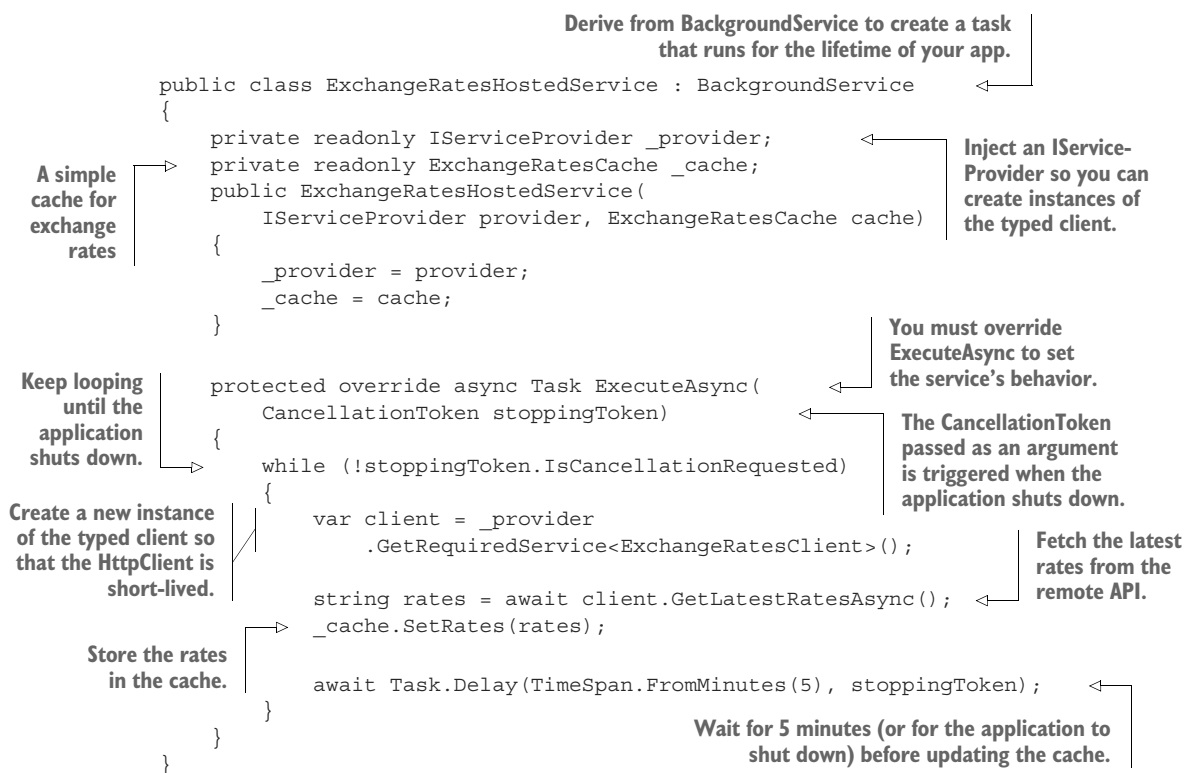 Derive from BackgroundService to create a task
that runs for the lifetime of your app.
public class ExchangeRatesHostedService : BackgroundService
{
private readonly IServiceProvider _provider;
Inject an IService-
Provider so you can
create instances of
the typed client.
A simple
cache for
exchange
rates
private readonly ExchangeRatesCache _cache;
public ExchangeRatesHostedService(
IServiceProvider provider, ExchangeRatesCache cache)
{
_provider = provider;
_cache = cache;
}
You must override
ExecuteAsync to set
the service's behavior.
protected override async Task ExecuteAsync(
CancellationToken stoppingToken)
The CancellationToken
passed as an argument
is triggered when the
application shuts down.
{
Keep looping
until the
application
shuts down.
while (!stoppingToken.IsCancellationRequested)
{
Create a new instance
of the typed client so
that the HttpClient is
short-lived.
var client = _provider
.GetRequiredService<ExchangeRatesClient>();
Fetch the latest
rates from the
remote API.
string rates = await client.GetLatestRatesAsync();
_cache.SetRates(rates);
Store the rates
in the cache.
await Task.Delay(TimeSpan.FromMinutes(5), stoppingToken);
}
Wait for 5 minutes (or for the application to
shut down) before updating the cache.
}
}